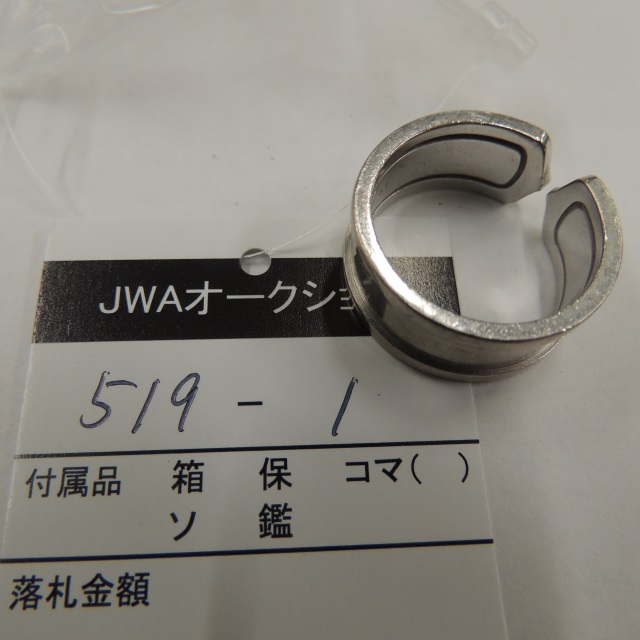 JWAオークショ
519 - 1
付属品 箱 保 コマ( )
ソ 鑑
落札金額